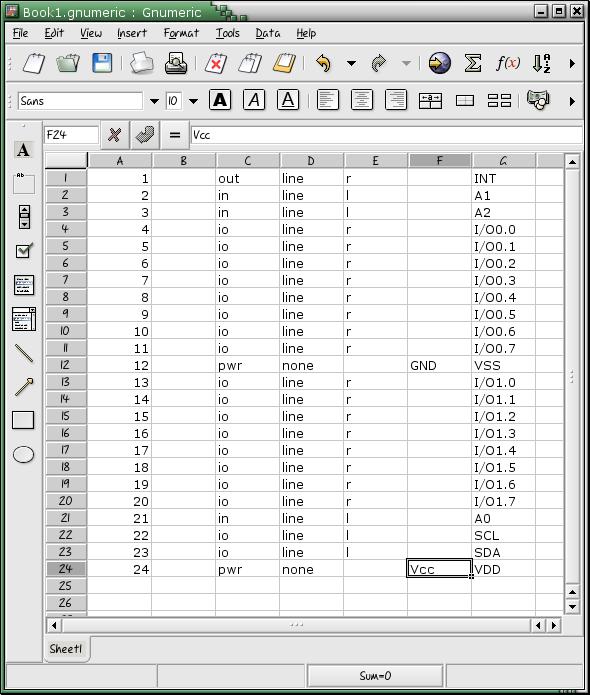 Book1.gnumeric : Gnumeric
File Edit View Insert Format Tools Data Help
Σ f(x) A Z
Sans 10 A A A
F24 = Vcc
A
Ab
A B C D E F G
1 1 out line r INT
2 2 in line l A1
3 3 in line l A2
4 4 io line r I/O0.0
5 5 io line r I/O0.1
6 6 io line r I/O0.2
7 7 io line r I/O0.3
8 8 io line r I/O0.4
9 9 io line r I/O0.5
10 10 io line r I/O0.6
11 11 io line r I/O0.7
12 12 pwr none GND VSS
13 13 io line r I/O1.0
14 14 io line r I/O1.1
15 15 io line r I/O1.2
16 16 io line r I/O1.3
17 17 io line r I/O1.4
18 18 io line r I/O1.5
19 19 io line r I/O1.6
20 20 io line r I/O1.7
21 21 in line l A0
22 22 io line l SCL
23 23 io line l SDA
24 24 pwr none Vcc VDD
25
26
Sheet1
Sum=0